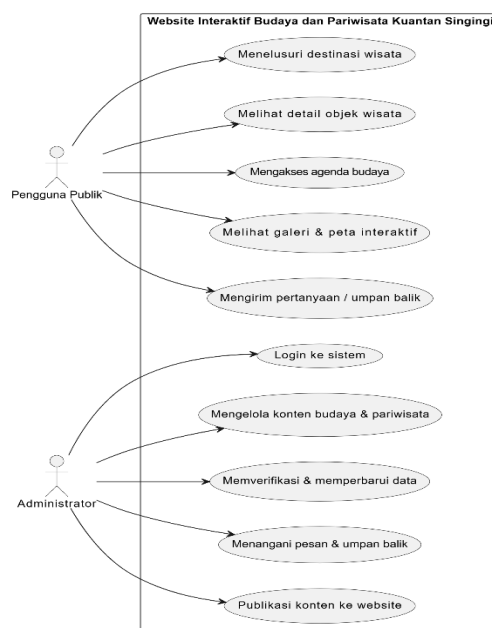 Website Interaktif Budaya dan Pariwisata Kuantan Singingi
Menelusuri destinasi wisata
Melihat detail objek wisata
Mengakses agenda budaya
Pengguna Publik
Melihat galeri & peta interaktif
Mengirim pertanyaan / umpan balik
Login ke sistem
Mengelola konten budaya & pariwisata
Memverifikasi & memperbarui data
Administrator
Menangani pesan & umpan balik
Publikasi konten ke website